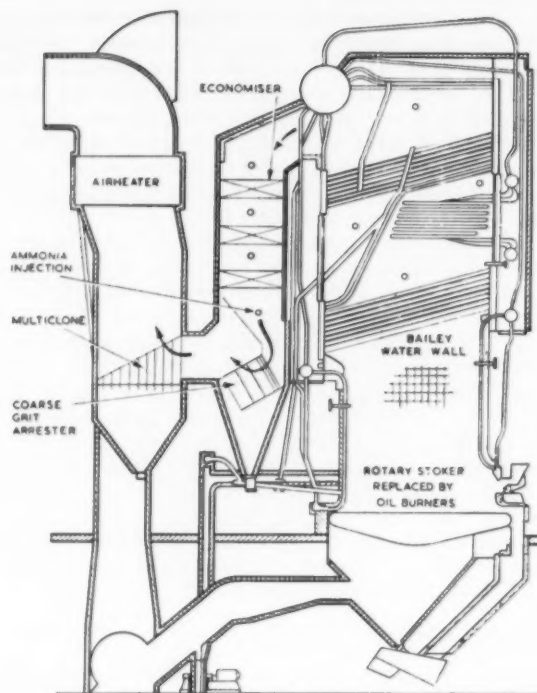 ECONOMISER
AIRHEATER
AMMONIA
INJECTION
MULTICLONE
COARSE
GRIT
ARRESTER
BAILEY
WATER WALL
ROTARY STOKER
REPLACED BY
OIL BURNERS